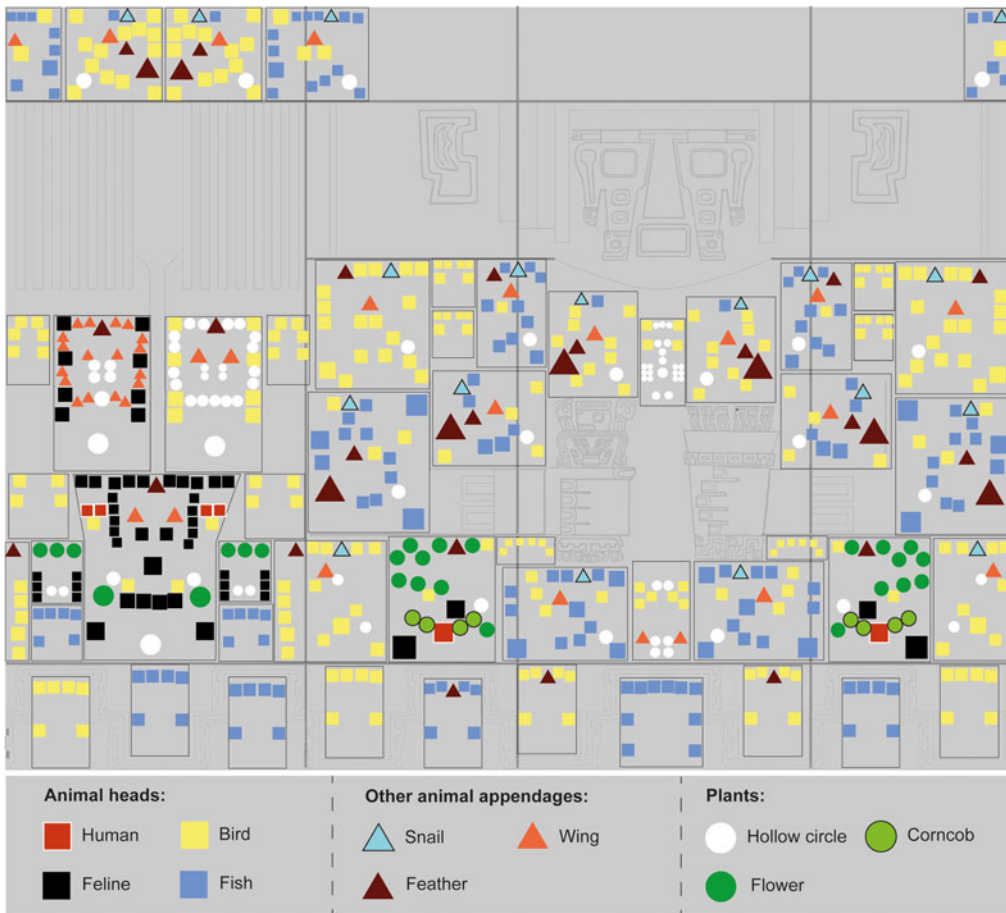 Animal heads:
Human
Bird
Feline
Fish
Other animal appendages:
Snail
Wing
Feather
Plants:
Hollow circle
Corncob
Flower